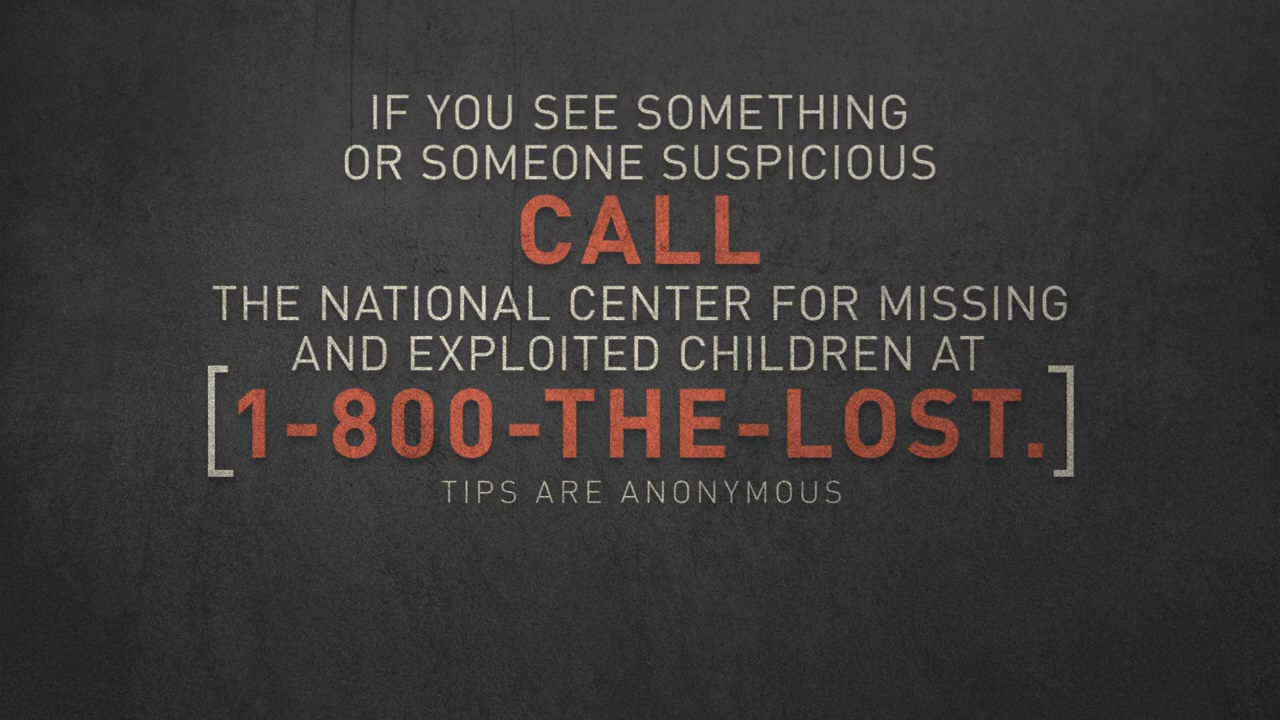 IF YOU SEE SOMETHING
OR SOMEONE SUSPICIOUS
CALL
THE NATIONAL CENTER FOR MISSING
AND EXPLOITED CHILDREN AT
[1-800-THE-LOST.]
TIPS ARE ANONYMOUS